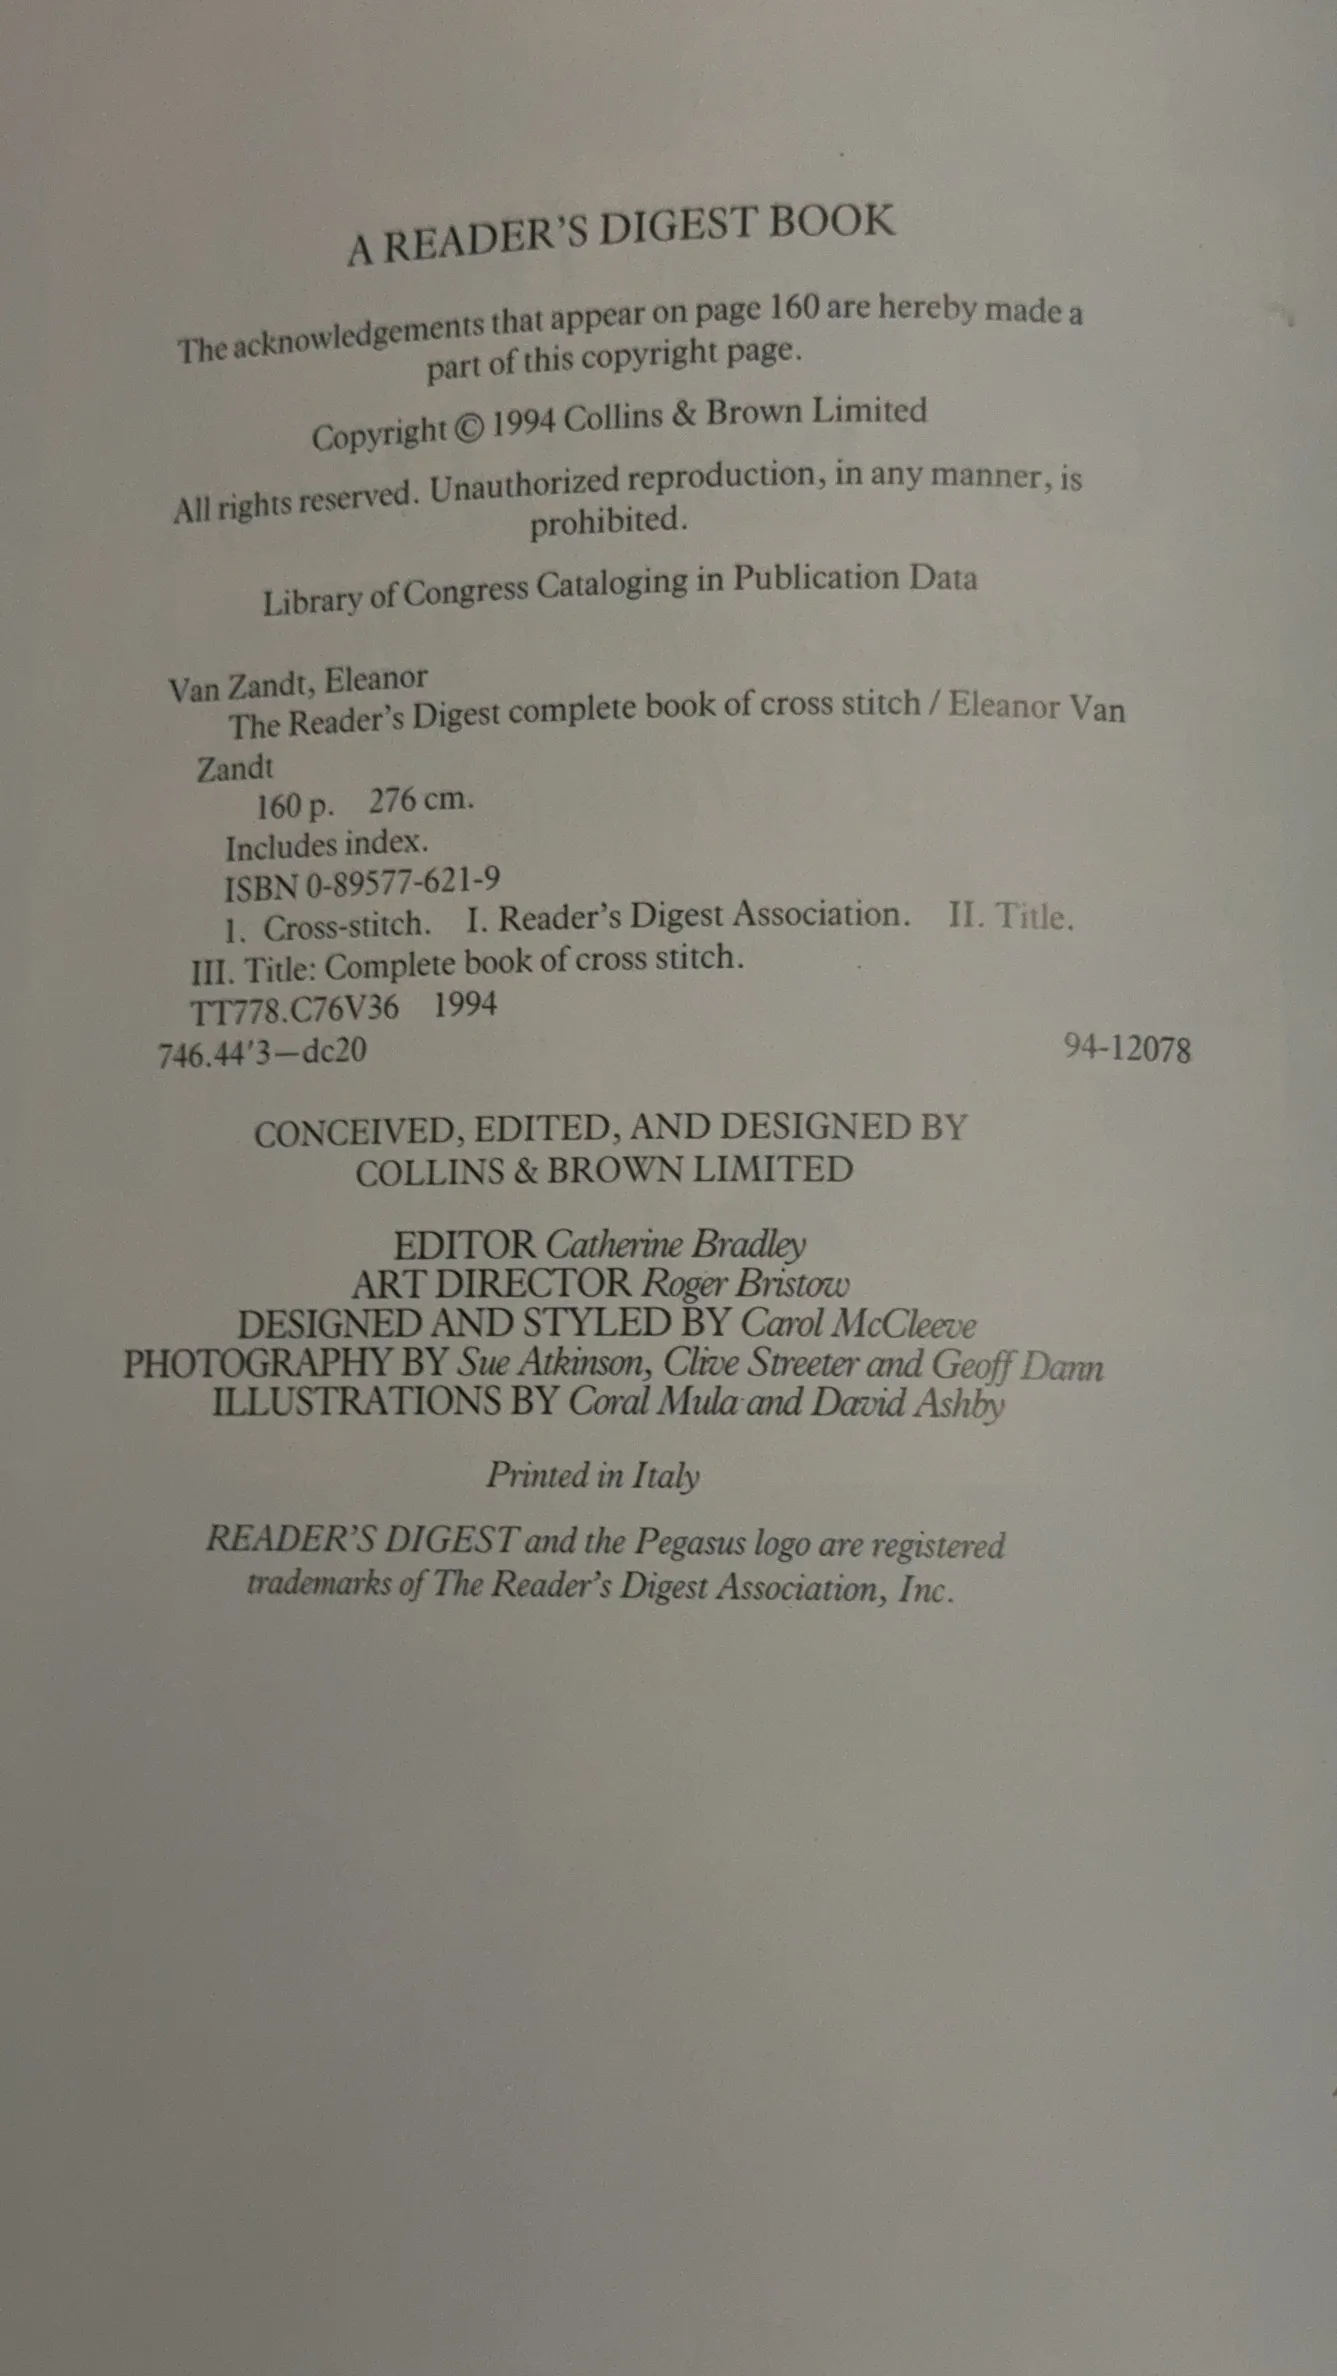 A READER'S DIGEST BOOK
The acknowledgements that appear on page 160 are hereby made a
part of this copyright page.
Copyright © 1994 Collins & Brown Limited
All rights reserved. Unauthorized reproduction, in any manner, is
prohibited.
Library of Congress Cataloging in Publication Data
Van Zandt, Eleanor
The Reader's Digest complete book of cross stitch / Eleanor Van
Zandt
160 p. 276 cm.
Includes index.
ISBN 0-89577-621-9
1. Cross-stitch. I. Reader's Digest Association. II. Title.
III. Title: Complete book of cross stitch.
TT778.C76V36 1994
746.44'3—dc20 94-12078
CONCEIVED, EDITED, AND DESIGNED BY
COLLINS & BROWN LIMITED
EDITOR Catherine Bradley
ART DIRECTOR Roger Bristow
DESIGNED AND STYLED BY Carol McCleeve
PHOTOGRAPHY BY Sue Atkinson, Clive Streeter and Geoff Dann
ILLUSTRATIONS BY Coral Mula and David Ashby
Printed in Italy
READER'S DIGEST and the Pegasus logo are registered
trademarks of The Reader's Digest Association, Inc.